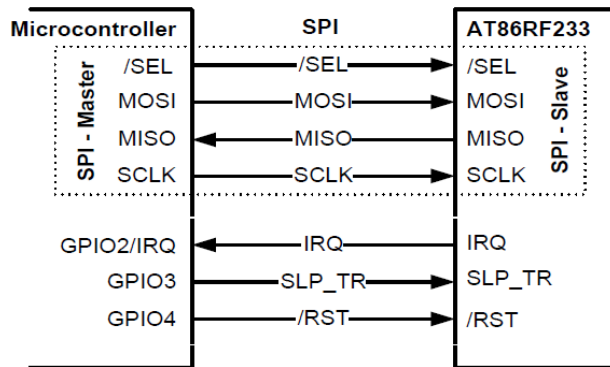 Microcontroller SPI AT86RF233
/SEL /SEL /SEL
MOSI MOSI MOSI
MISO MISO MISO
SCLK SCLK SCLK
SPI - Master
SPI - Slave
GPIO2/IRQ IRQ IRQ
GPIO3 SLP_TR SLP_TR
GPIO4 /RST /RST